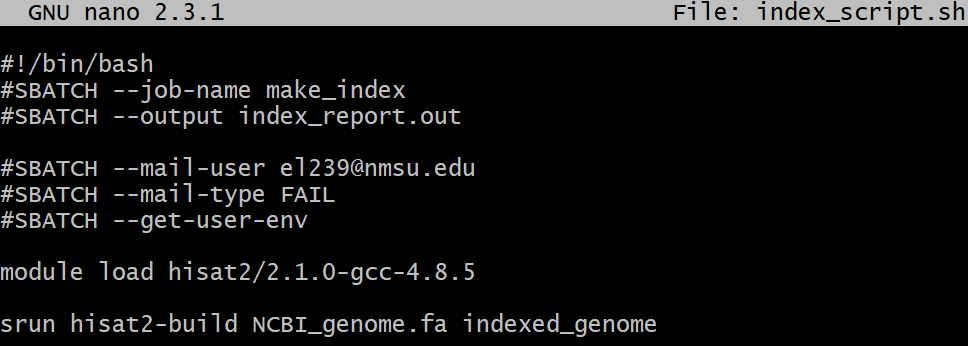 GNU nano 2.3.1 File: index_script.sh
#!/bin/bash
#SBATCH --job-name make_index
#SBATCH --output index_report.out
#SBATCH --mail-user el239@nmsu.edu
#SBATCH --mail-type FAIL
#SBATCH --get-user-env
module load hisat2/2.1.0-gcc-4.8.5
srun hisat2-build NCBI_genome.fa indexed_genome